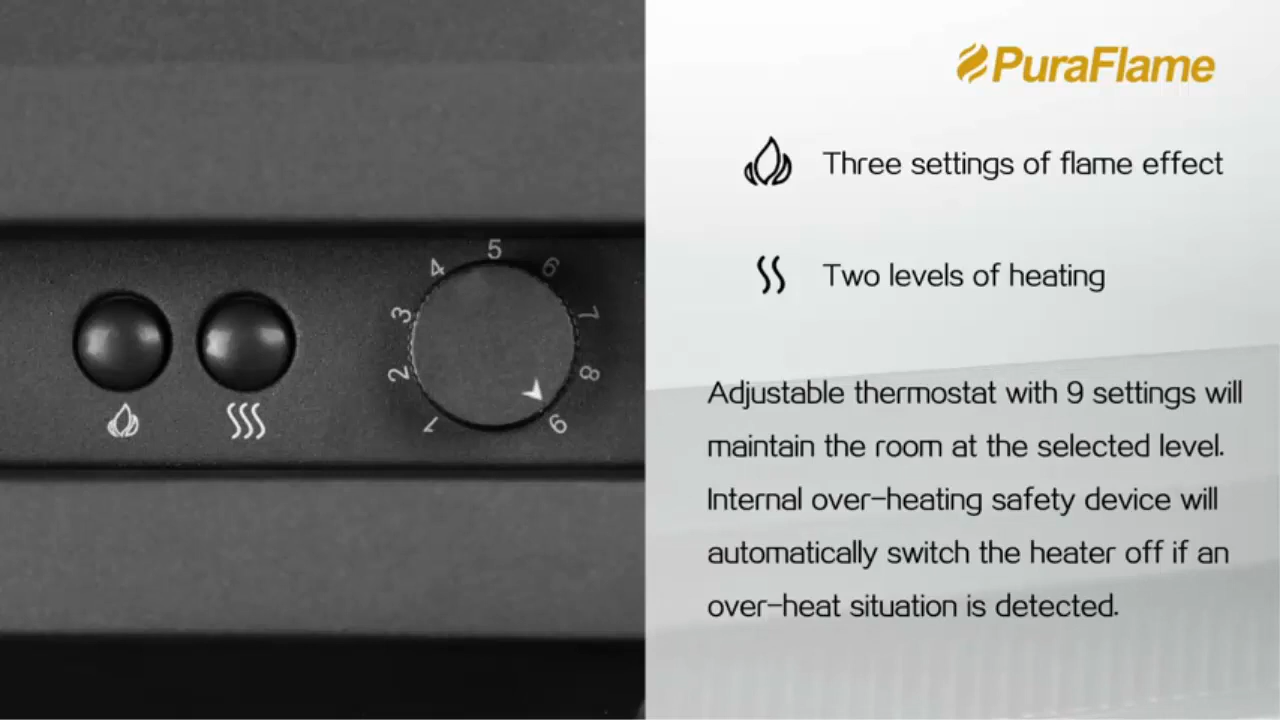 PuraFlame
Three settings of flame effect
Two levels of heating
Adjustable thermostat with 9 settings will
maintain the room at the selected level.
Internal over-heating safety device will
automatically switch the heater off if an
over-heat situation is detected.
1
2
3
4
5
6
7
8
9